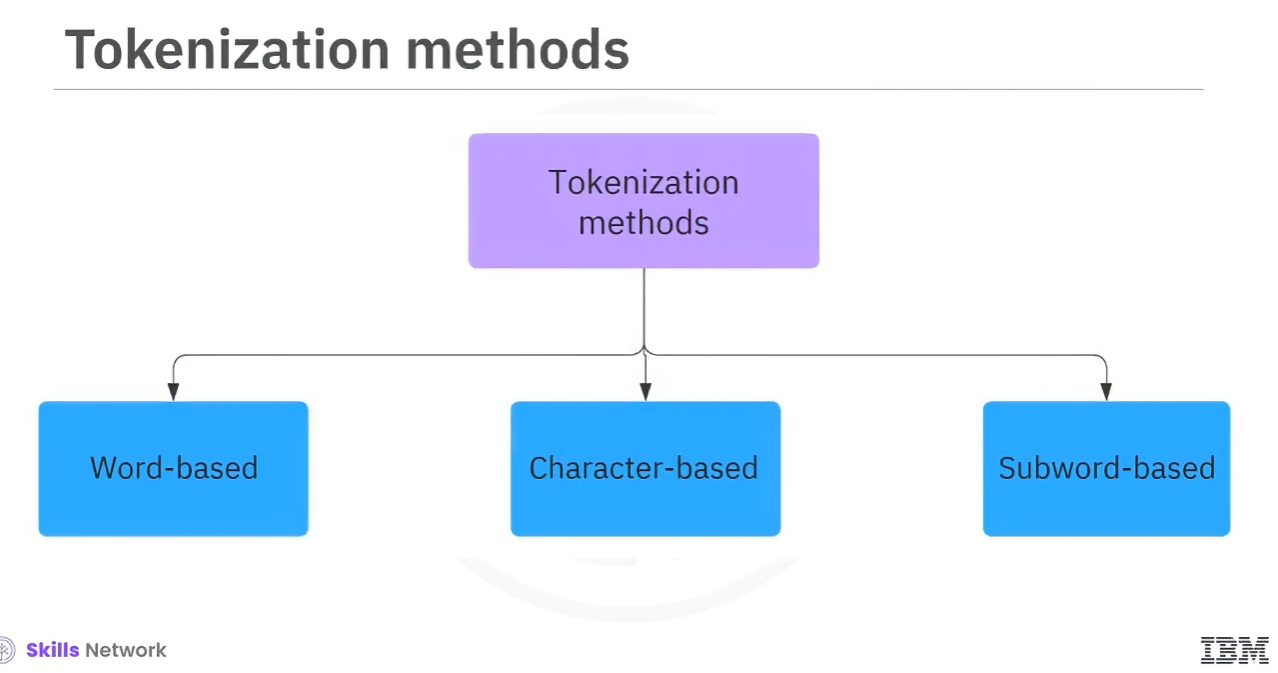 Tokenization methods
Tokenization
methods
Word-based
Character-based
Subword-based
Skills Network
IBM